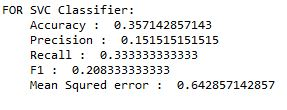 FOR SVC Classifier:
Accuracy : 0.357142857143
Precision : 0.151515151515
Recall : 0.333333333333
F1 : 0.208333333333
Mean Squred error : 0.642857142857